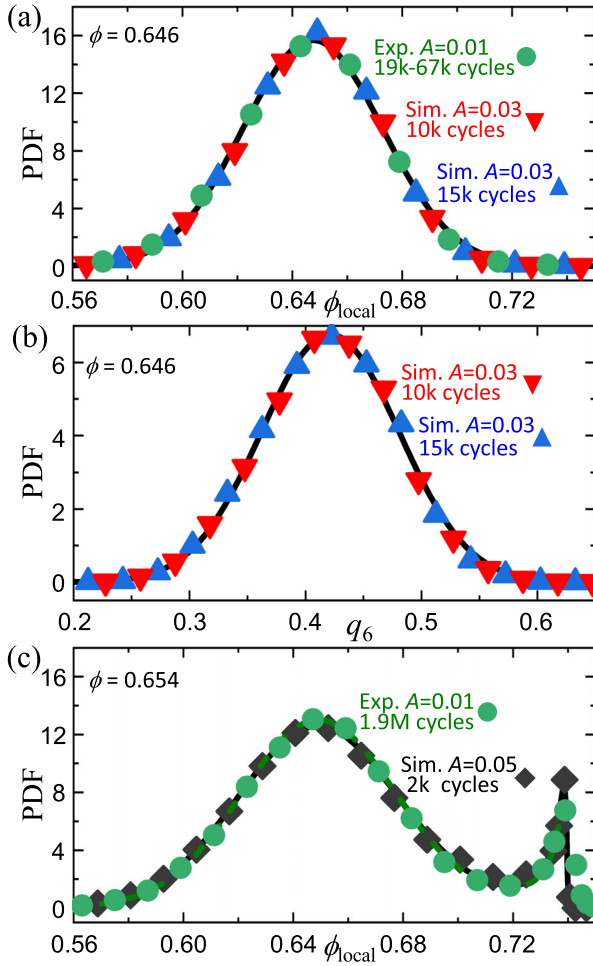 (a)
16
12
8
4
0
PDF
ϕ = 0.646
Exp. A=0.01
19k-67k cycles
Sim. A=0.03
10k cycles
Sim. A=0.03
15k cycles
0.56 0.60 0.64 0.68 0.72
ϕlocal
(b)
6
4
2
0
PDF
ϕ = 0.646
Sim. A=0.03
10k cycles
Sim. A=0.03
15k cycles
0.2 0.3 0.4 0.5 0.6
q6
(c)
16
12
8
4
0
PDF
ϕ = 0.654
Exp. A=0.01
1.9M cycles
Sim. A=0.05
2k cycles
0.56 0.60 0.64 0.68 0.72
ϕlocal